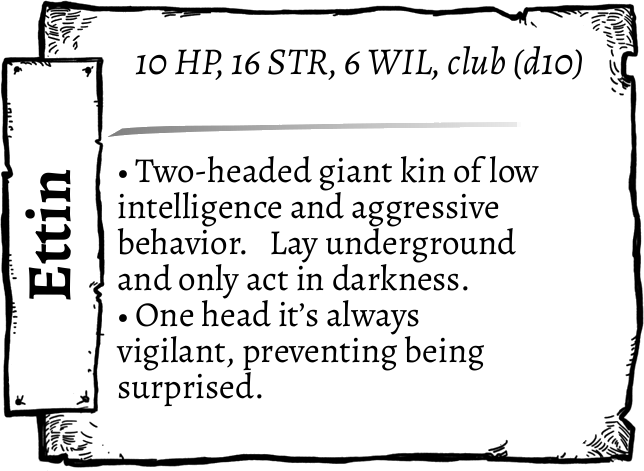 Ettin
10 HP, 16 STR, 6 WIL, club (d10)
• Two-headed giant kin of low
intelligence and aggressive
behavior.   Lay underground
and only act in darkness.
• One head it’s always
vigilant, preventing being
surprised.